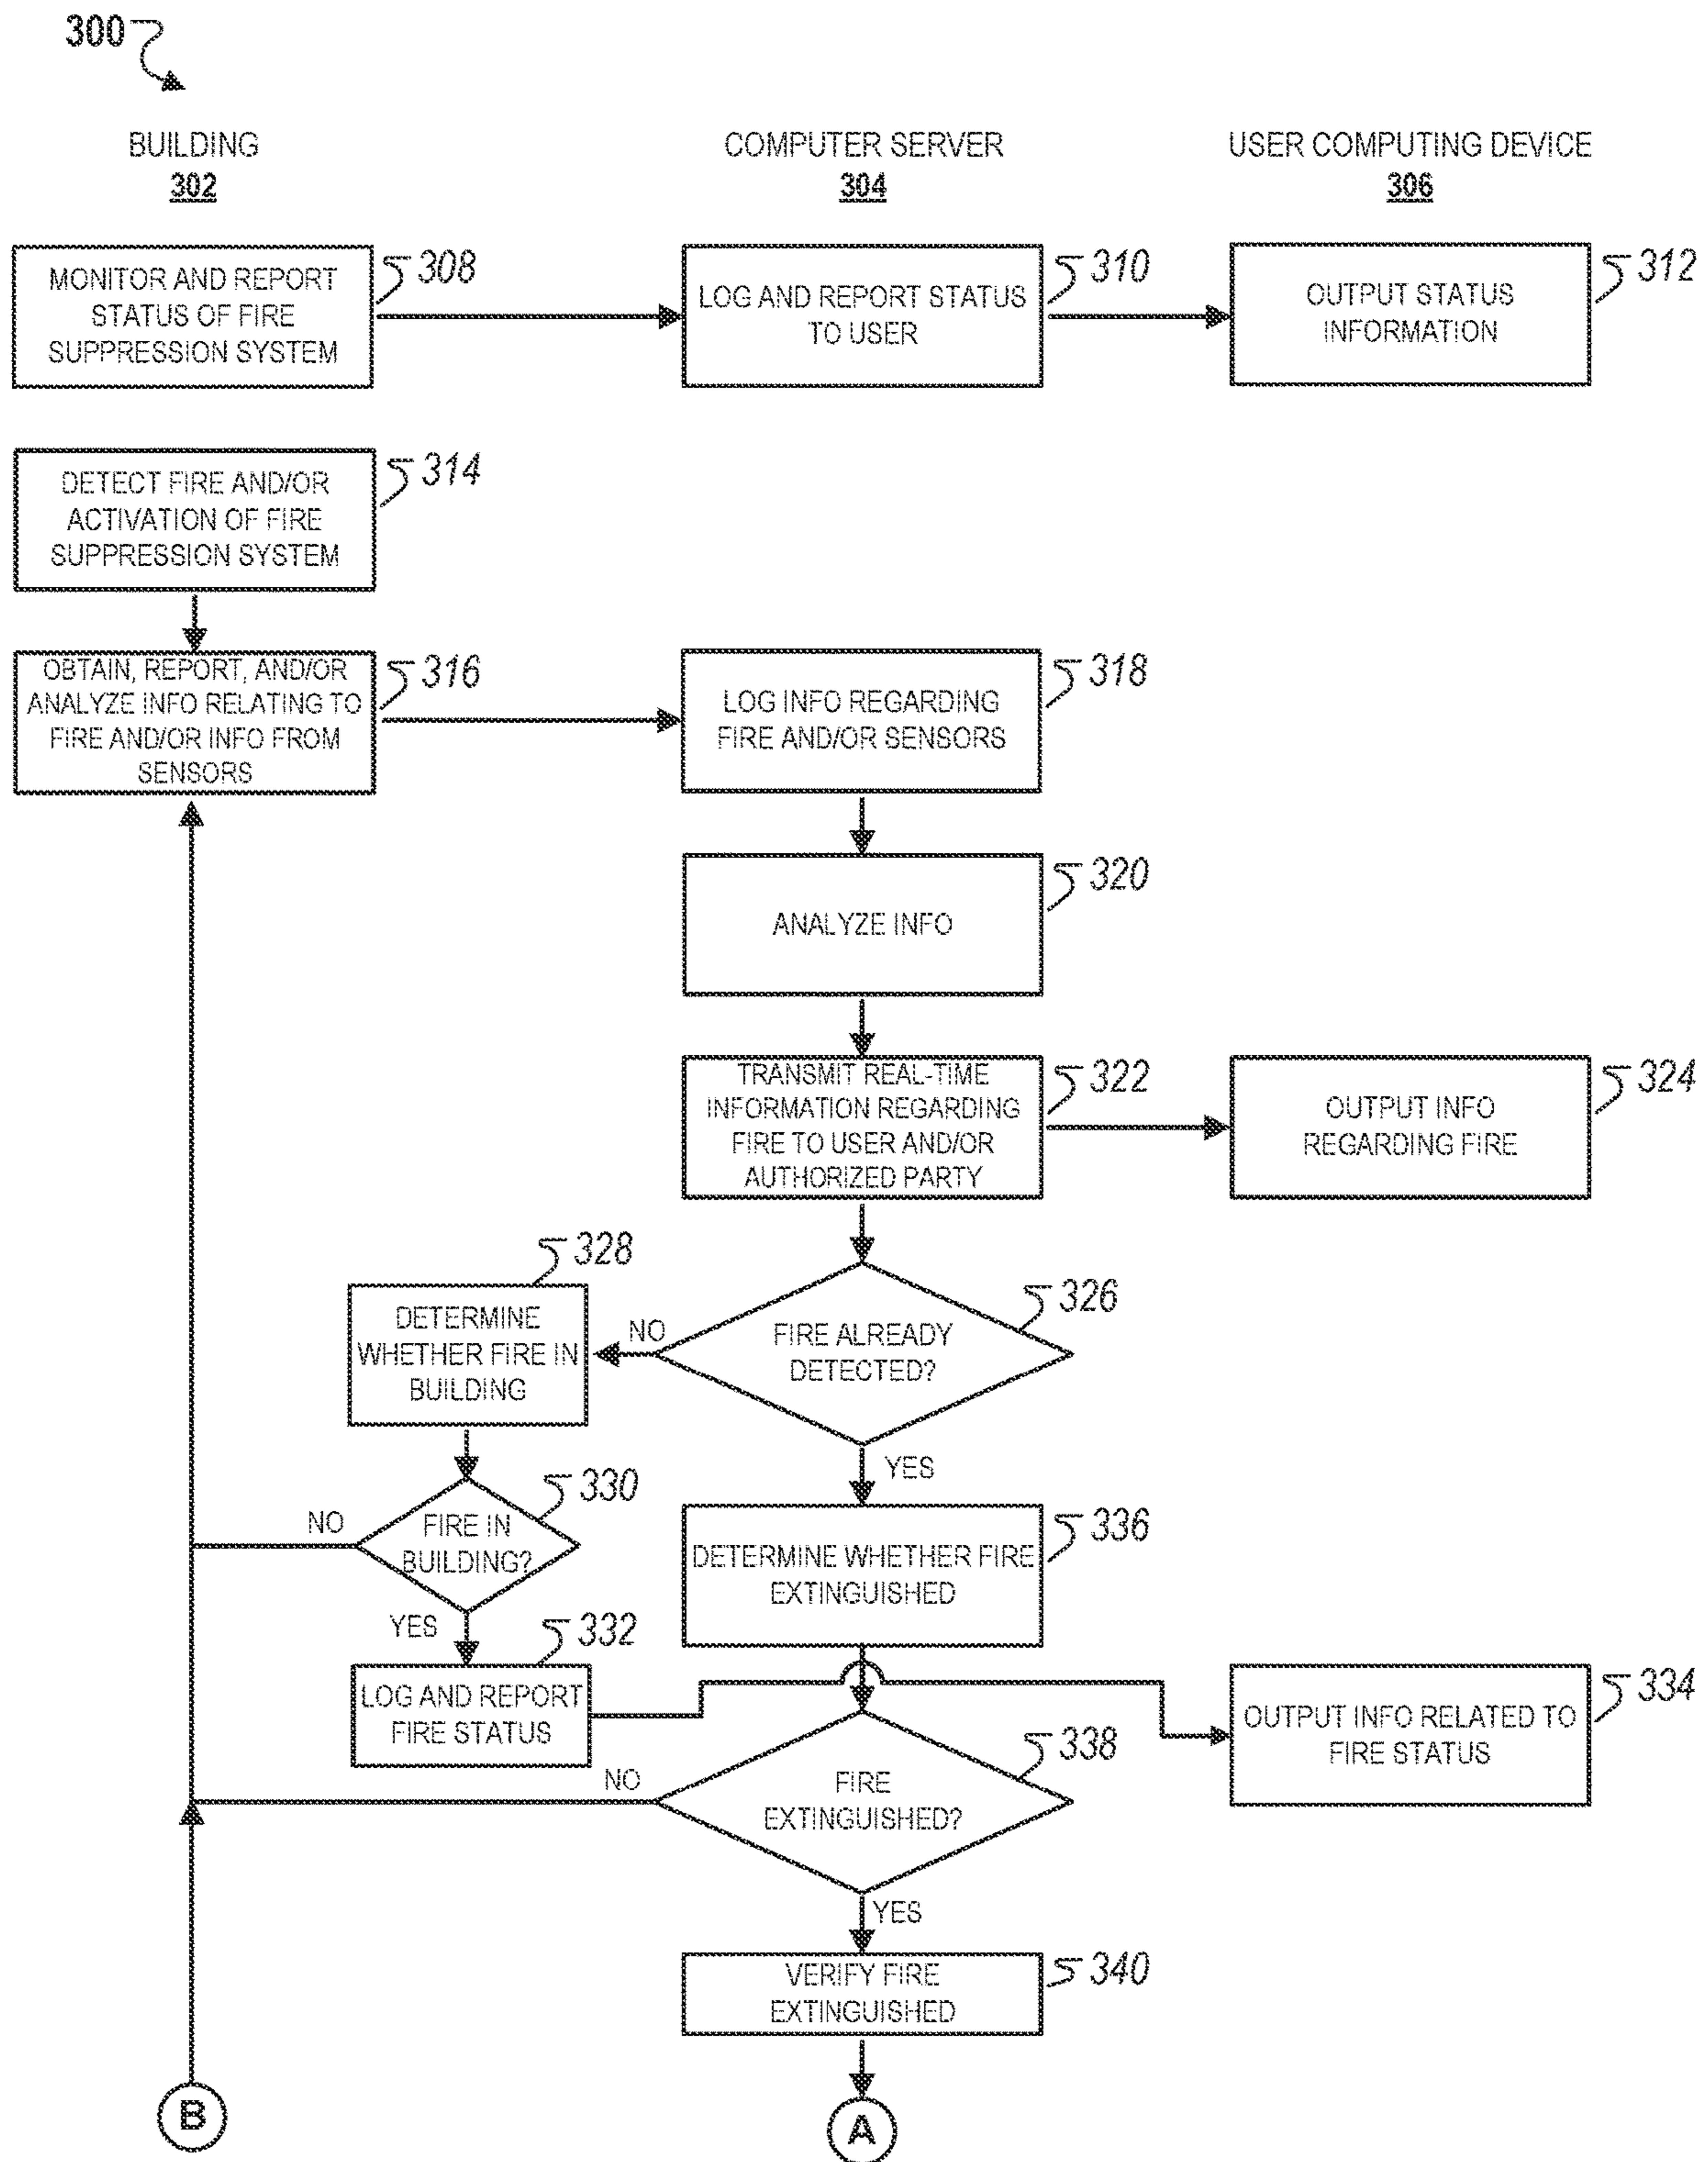 300
BUILDING
302
COMPUTER SERVER
304
USER COMPUTING DEVICE
306
MONITOR AND REPORT
STATUS OF FIRE
SUPPRESSION SYSTEM
308
LOG AND REPORT STATUS
TO USER
310
OUTPUT STATUS
INFORMATION
312
DETECT FIRE AND/OR
ACTIVATION OF FIRE
SUPPRESSION SYSTEM
314
OBTAIN, REPORT, AND/OR
ANALYZE INFO RELATING TO
FIRE AND/OR INFO FROM
SENSORS
316
LOG INFO REGARDING
FIRE AND/OR SENSORS
318
ANALYZE INFO
320
TRANSMIT REAL-TIME
INFORMATION REGARDING
FIRE TO USER AND/OR
AUTHORIZED PARTY
322
OUTPUT INFO
REGARDING FIRE
324
FIRE ALREADY
DETECTED?
326
NO
DETERMINE
WHETHER FIRE IN
BUILDING
328
YES
FIRE IN
BUILDING?
330
NO
YES
LOG AND REPORT
FIRE STATUS
332
OUTPUT INFO RELATED TO
FIRE STATUS
334
DETERMINE WHETHER FIRE
EXTINGUISHED
336
FIRE
EXTINGUISHED?
338
NO
YES
VERIFY FIRE
EXTINGUISHED
340
B
A